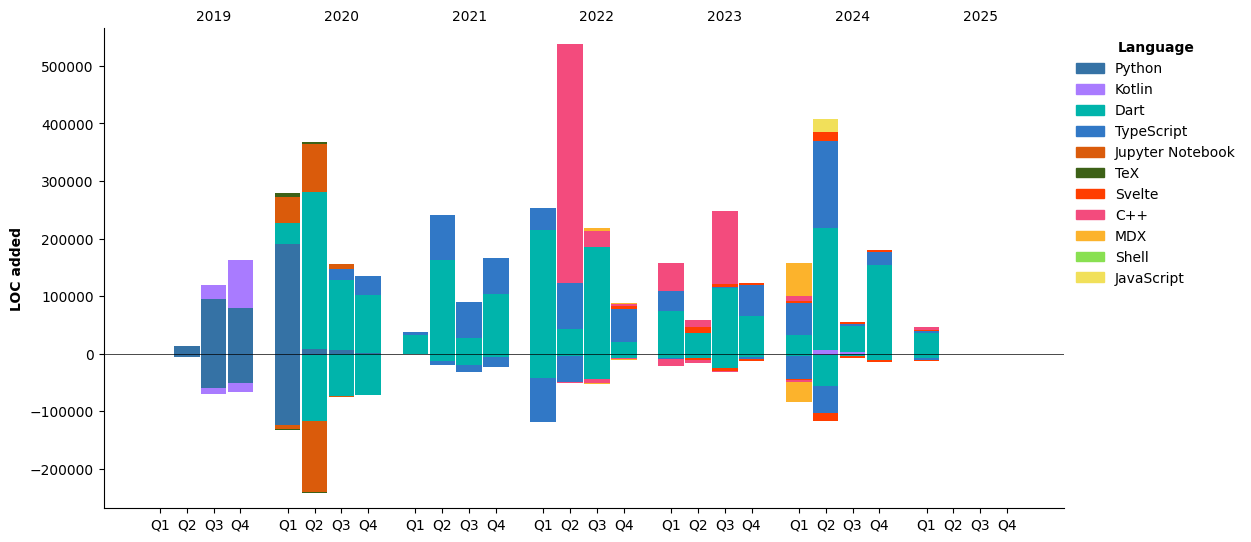 2019 2020 2021 2022 2023 2024 2025
LOC added
500000
400000
300000
200000
100000
0
−100000
−200000
Q1 Q2 Q3 Q4 Q1 Q2 Q3 Q4 Q1 Q2 Q3 Q4 Q1 Q2 Q3 Q4 Q1 Q2 Q3 Q4 Q1 Q2 Q3 Q4 Q1 Q2 Q3 Q4
Language
Python
Kotlin
Dart
TypeScript
Jupyter Notebook
TeX
Svelte
C++
MDX
Shell
JavaScript